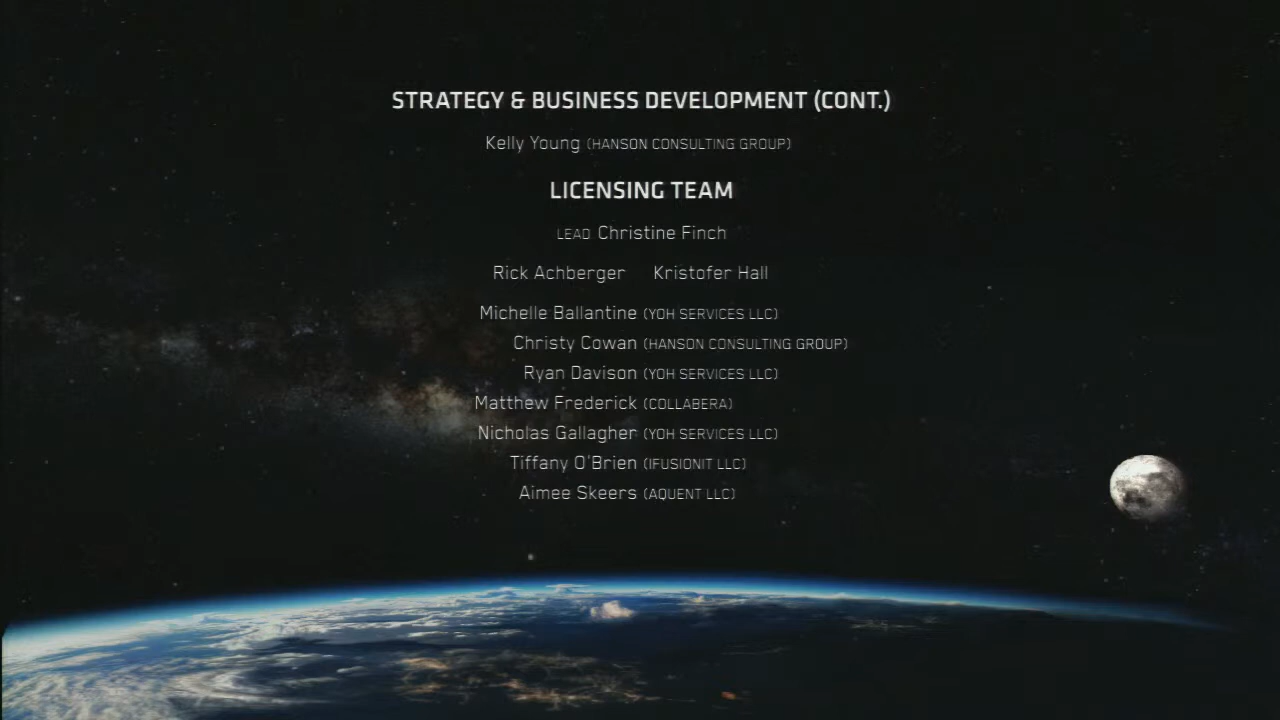 STRATEGY & BUSINESS DEVELOPMENT (CONT.)
Kelly Young (HANSON CONSULTING GROUP)
LICENSING TEAM
LEAD Christine Finch
Rick Achberger Kristofer Hall
Michelle Ballantine (YOH SERVICES LLC)
Christy Cowan (HANSON CONSULTING GROUP)
Ryan Davison (YOH SERVICES LLC)
Matthew Frederick (COLLABERA)
Nicholas Gallagher (YOH SERVICES LLC)
Tiffany O'Brien (IFUSIONIT LLC)
Aimee Skeers (AQUENT LLC)